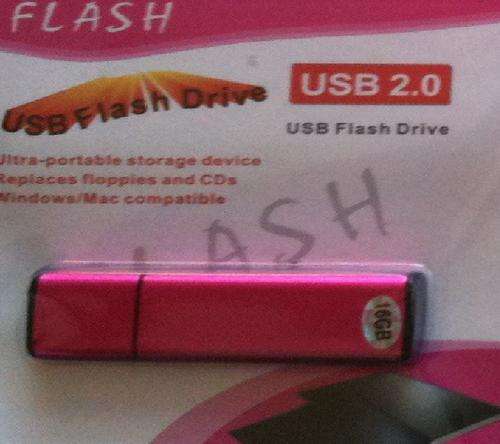 FLASH
USB Flash Drive
USB 2.0
USB Flash Drive
Ultra-portable storage device
Replaces floppies and CDs
Windows/Mac compatible
LASH
16GB